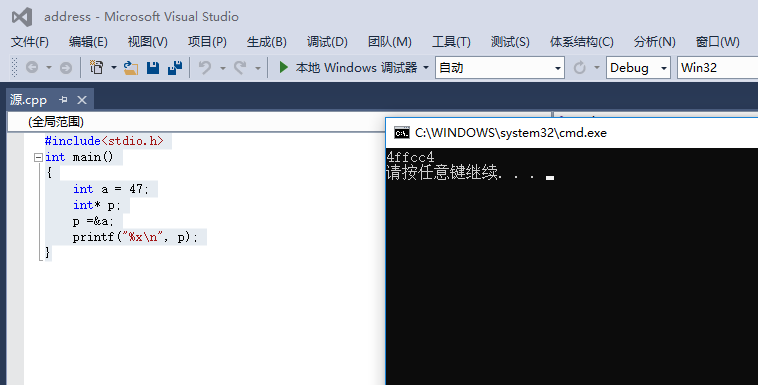 address - Microsoft Visual Studio
文件(F) 编辑(E) 视图(V) 项目(P) 生成(B) 调试(D) 团队(M) 工具(T) 测试(S) 体系结构(C) 分析(N) 窗口(W)
本地 Windows 调试器 自动 Debug Win32
源.cpp
(全局范围)
#include<stdio.h>
int main()
{
int a = 47;
int* p;
p =&a;
printf("%x\n", p);
}
C:\WINDOWS\system32\cmd.exe
4ffcc4
请按任意键继续. . .